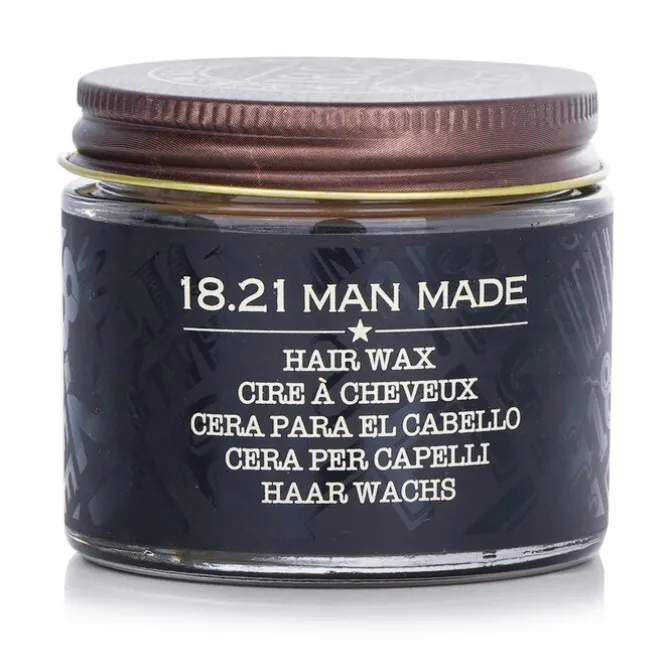 18.21 MAN MADE
HAIR WAX
CIRE À CHEVEUX
CERA PARA EL CABELLO
CERA PER CAPELLI
HAAR WACHS